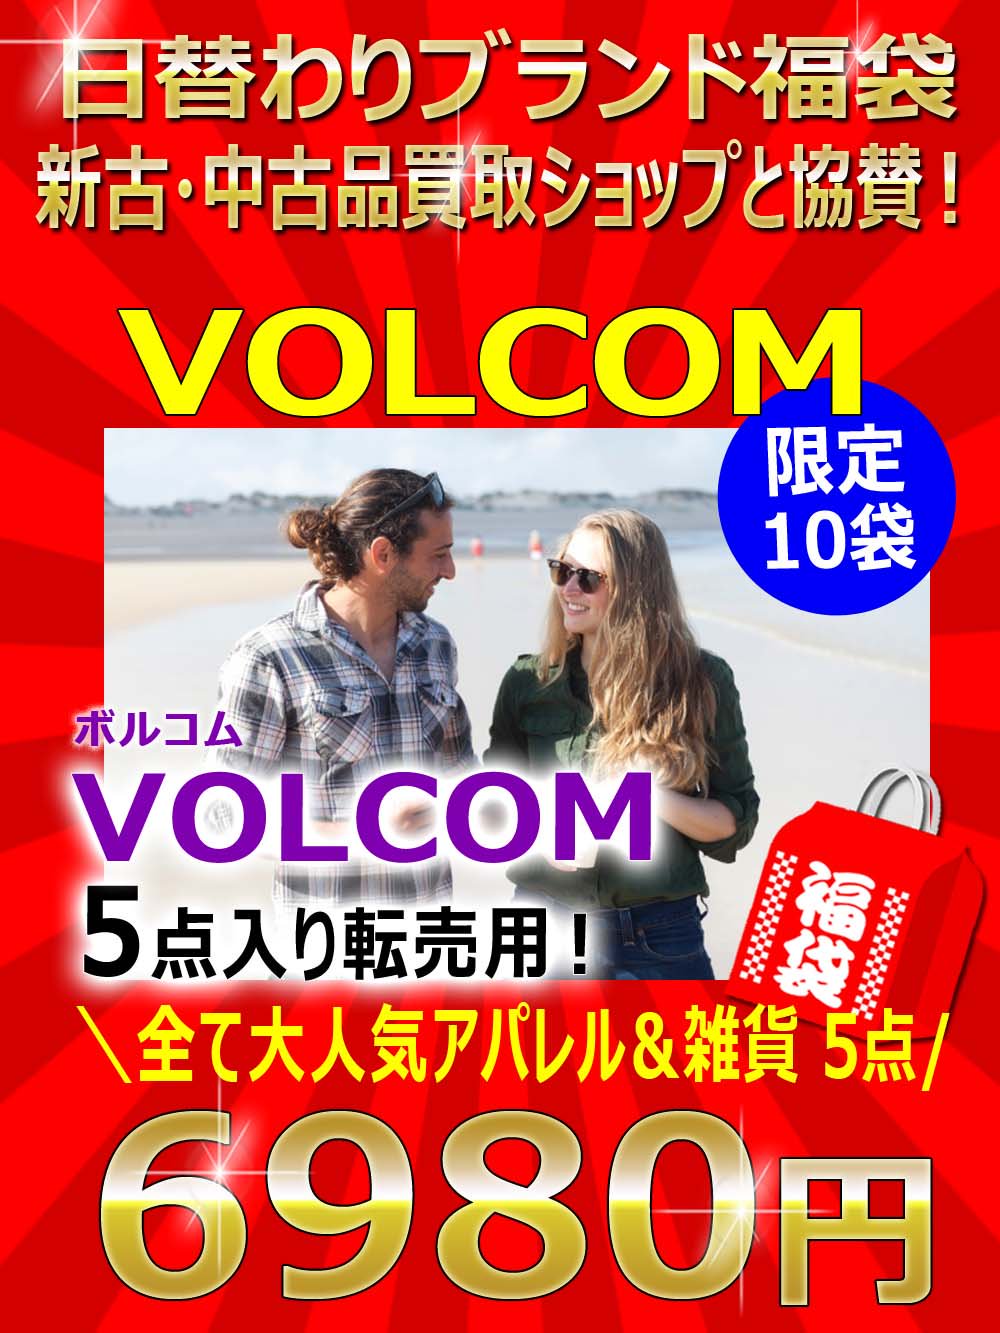 日替わりブランド福袋
新古・中古品買取ショップと協賛！
VOLCOM
限定
10袋
ボルコム
VOLCOM
5点入り転売用！
福袋
\全て大人気アパレル＆雑貨 5点/
6980円